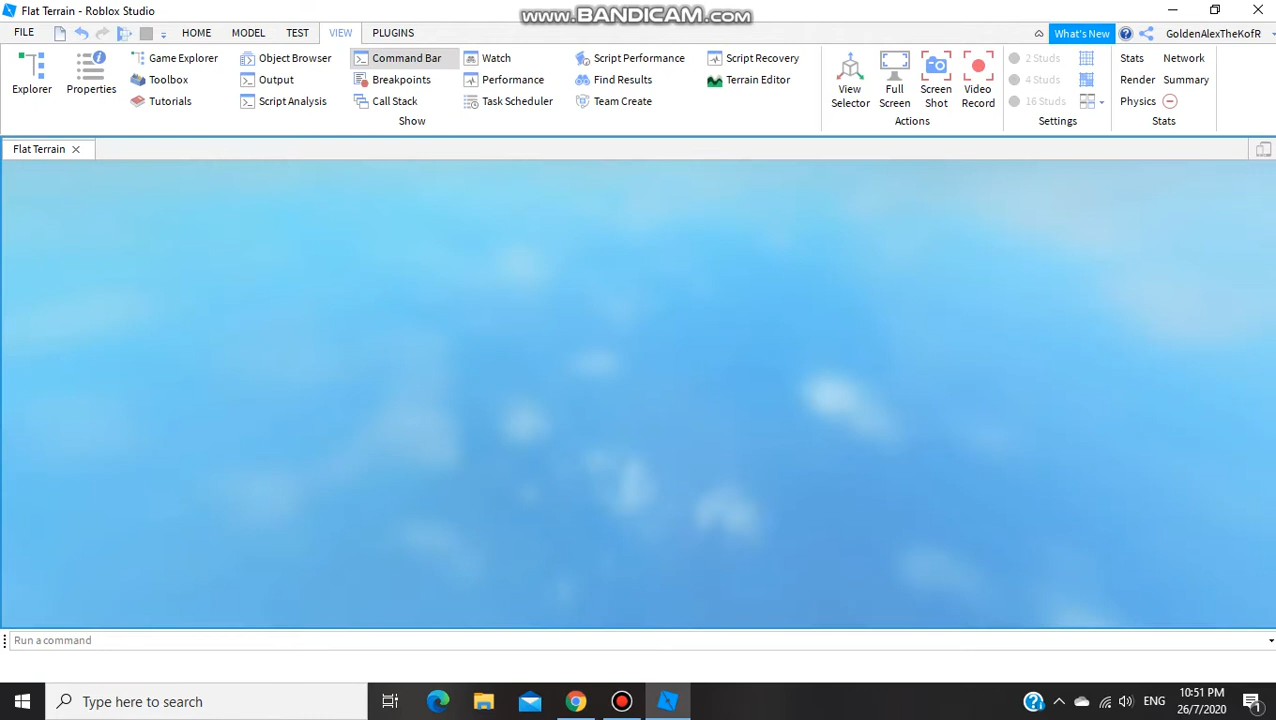 Flat Terrain - Roblox Studio
www.BANDICAM.com
FILE HOME MODEL TEST VIEW PLUGINS What's New GoldenAlexTheKofR
Explorer
Properties
Game Explorer
Toolbox
Tutorials
Object Browser
Output
Script Analysis
Command Bar
Breakpoints
Call Stack
Watch
Performance
Task Scheduler
Script Performance
Find Results
Team Create
Script Recovery
Terrain Editor
Show
View
Selector
Full
Screen
Screen
Shot
Video
Record
Actions
2 Studs
4 Studs
16 Studs
Settings
Stats Network
Render Summary
Physics
Stats
Flat Terrain
Run a command
Type here to search
ENG
10:51 PM
26/7/2020
1